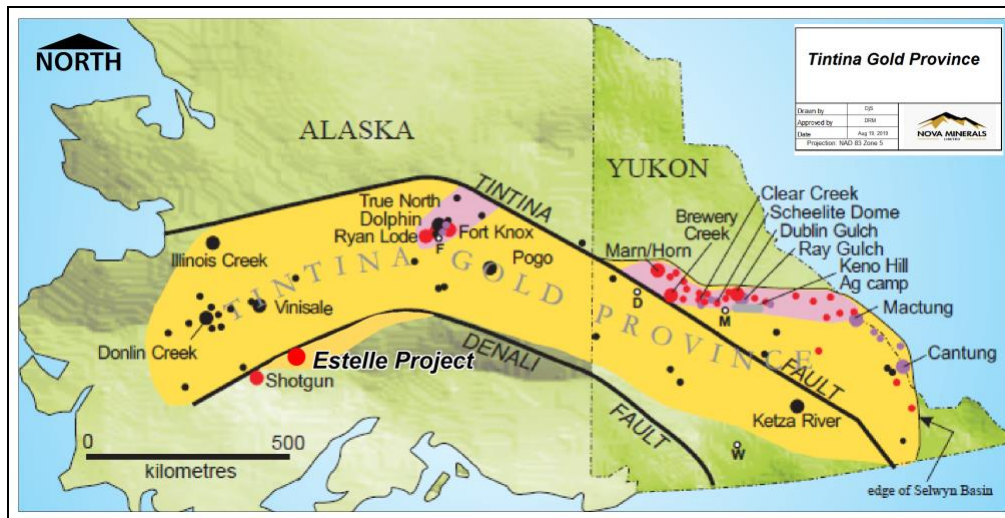 NORTH
Tintina Gold Province
Drawn by DJS
Approved by DRM
Date Aug 19, 2019
Projection: NAD 83 Zone 5
NOVA MINERALS
LIMITED
ALASKA
YUKON
TINTINA
FAULT
TINTINA GOLD PROVINCE
DENALI
FAULT
True North
Dolphin
Ryan Lode
Fort Knox
F
Pogo
Illinois Creek
Vinisale
Donlin Creek
Estelle Project
Shotgun
Clear Creek
Scheelite Dome
Dublin Gulch
Ray Gulch
Keno Hill
Ag camp
Brewery
Creek
Marn/Horn
D
M
Mactung
Cantung
Ketza River
W
edge of Selwyn Basin
0 500
kilometres